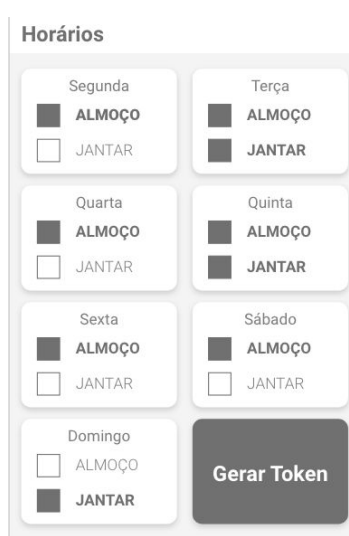 Horários
Segunda
ALMOÇO
JANTAR
Terça
ALMOÇO
JANTAR
Quarta
ALMOÇO
JANTAR
Quinta
ALMOÇO
JANTAR
Sexta
ALMOÇO
JANTAR
Sábado
ALMOÇO
JANTAR
Domingo
ALMOÇO
JANTAR
Gerar Token